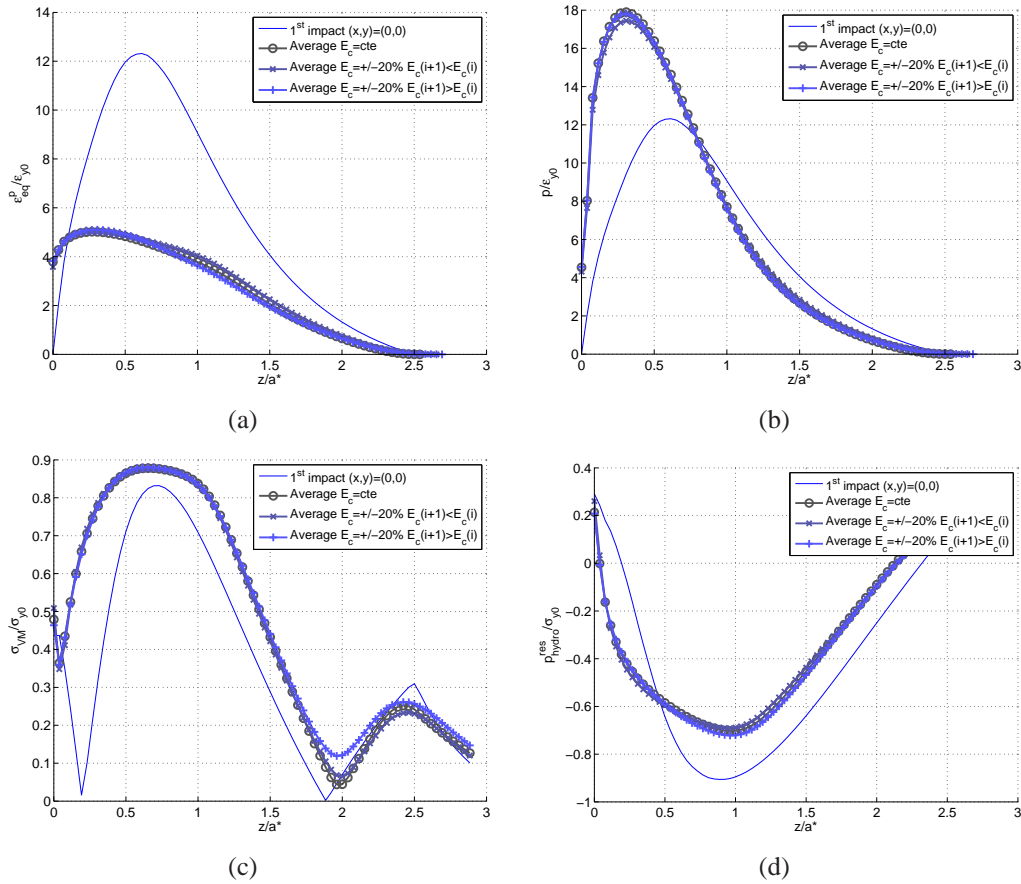 1st impact (x,y)=(0,0)
Average E_c=cte
Average E_c=+/−20% E_c(i+1)<E_c(i)
Average E_c=+/−20% E_c(i+1)>E_c(i)
14
12
10
8
6
4
2
0
ε^p_eq/ε_y0
0 0.5 1 1.5 2 2.5 3
z/a*
(a)
1st impact (x,y)=(0,0)
Average E_c=cte
Average E_c=+/−20% E_c(i+1)<E_c(i)
Average E_c=+/−20% E_c(i+1)>E_c(i)
18
16
14
12
10
8
6
4
2
0
p/ε_y0
0 0.5 1 1.5 2 2.5 3
z/a*
(b)
1st impact (x,y)=(0,0)
Average E_c=cte
Average E_c=+/−20% E_c(i+1)<E_c(i)
Average E_c=+/−20% E_c(i+1)>E_c(i)
0.9
0.8
0.7
0.6
0.5
0.4
0.3
0.2
0.1
0
σ_VM/σ_y0
0 0.5 1 1.5 2 2.5 3
z/a*
(c)
1st impact (x,y)=(0,0)
Average E_c=cte
Average E_c=+/−20% E_c(i+1)<E_c(i)
Average E_c=+/−20% E_c(i+1)>E_c(i)
0.4
0.2
0
−0.2
−0.4
−0.6
−0.8
−1
p^res_hydro/σ_y0
0 0.5 1 1.5 2 2.5 3
z/a*
(d)